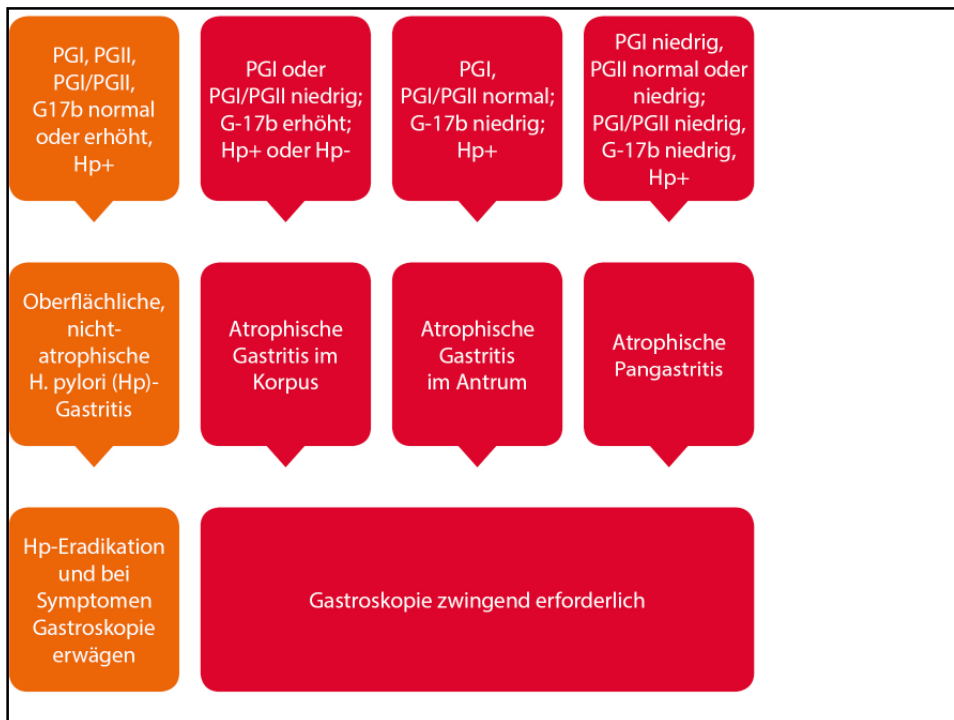 PGI, PGII,
PGI/PGII,
G17b normal
oder erhöht,
Hp+
PGI oder
PGI/PGII niedrig;
G-17b erhöht;
Hp+ oder Hp-
PGI,
PGI/PGII normal;
G-17b niedrig;
Hp+
PGI niedrig,
PGII normal oder
niedrig;
PGI/PGII niedrig,
G-17b niedrig,
Hp+
Oberflächliche,
nicht-
atrophische
H. pylori (Hp)-
Gastritis
Atrophische
Gastritis im
Korpus
Atrophische
Gastritis
im Antrum
Atrophische
Pangastritis
Hp-Eradikation
und bei
Symptomen
Gastroskopie
erwägen
Gastroskopie zwingend erforderlich